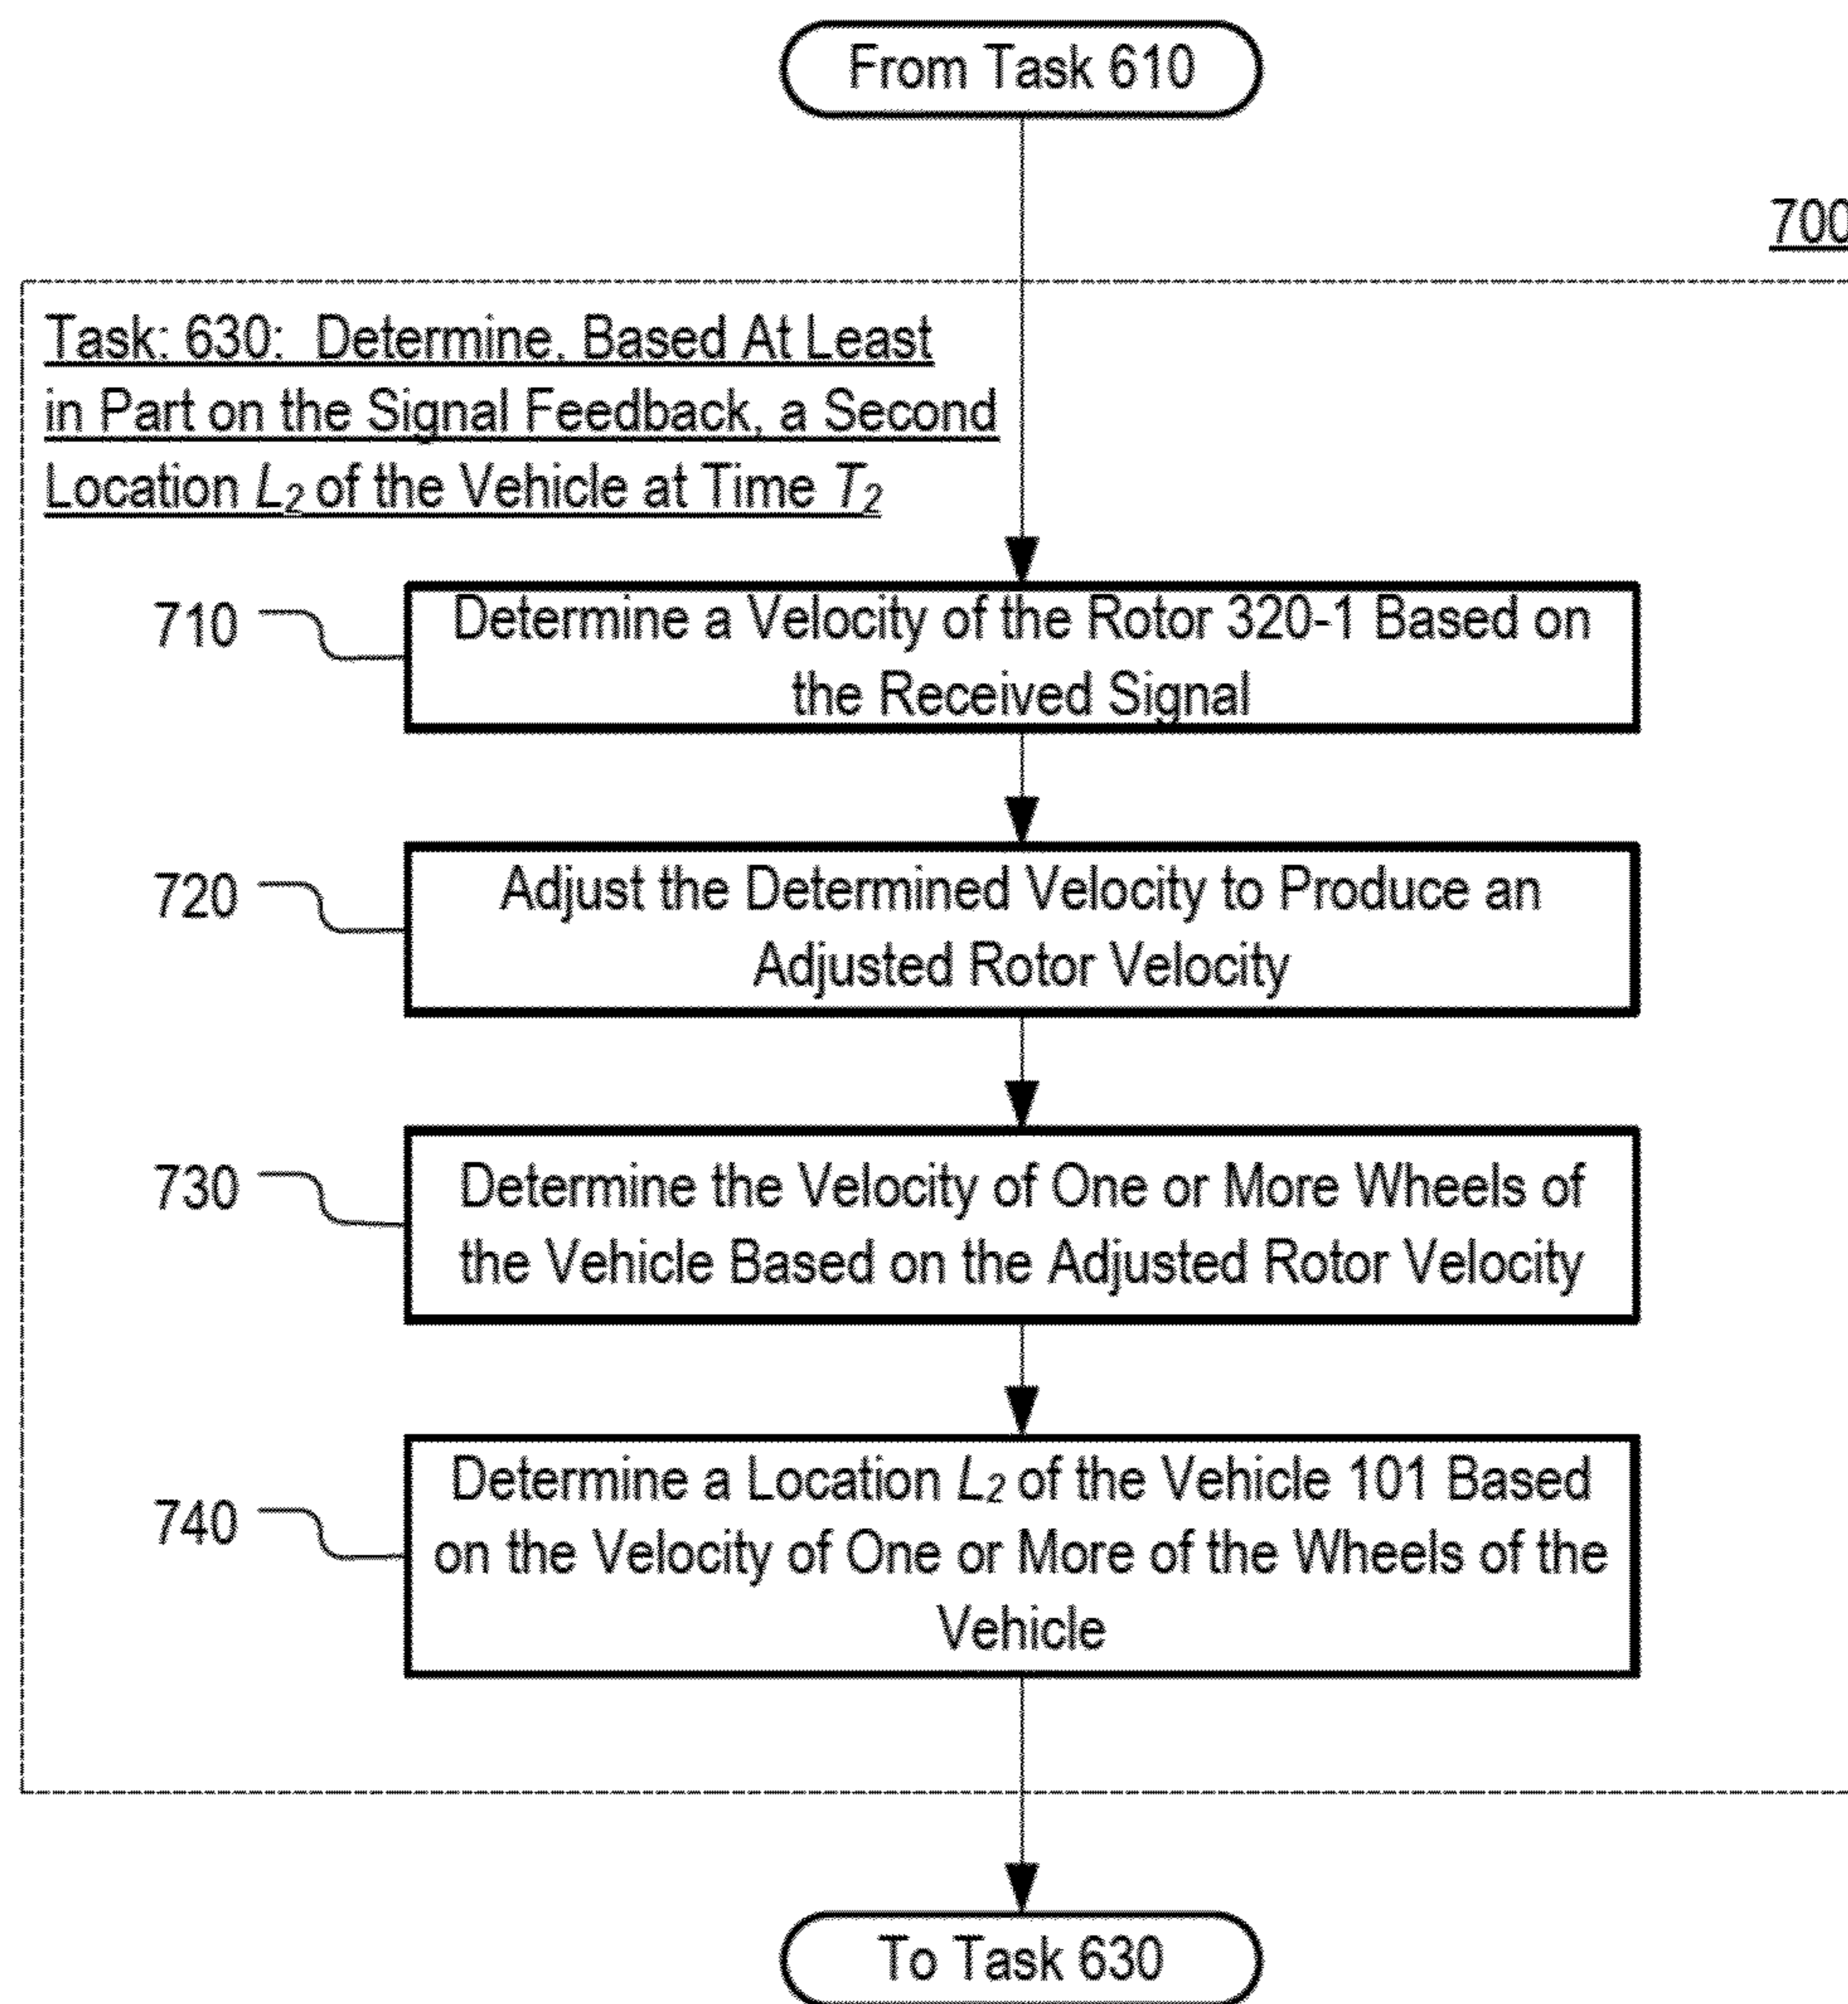 From Task 610
700
Task: 630: Determine, Based At Least
in Part on the Signal Feedback, a Second
Location L2 of the Vehicle at Time T2
710
Determine a Velocity of the Rotor 320-1 Based on
the Received Signal
720
Adjust the Determined Velocity to Produce an
Adjusted Rotor Velocity
730
Determine the Velocity of One or More Wheels of
the Vehicle Based on the Adjusted Rotor Velocity
740
Determine a Location L2 of the Vehicle 101 Based
on the Velocity of One or More of the Wheels of the
Vehicle
To Task 630